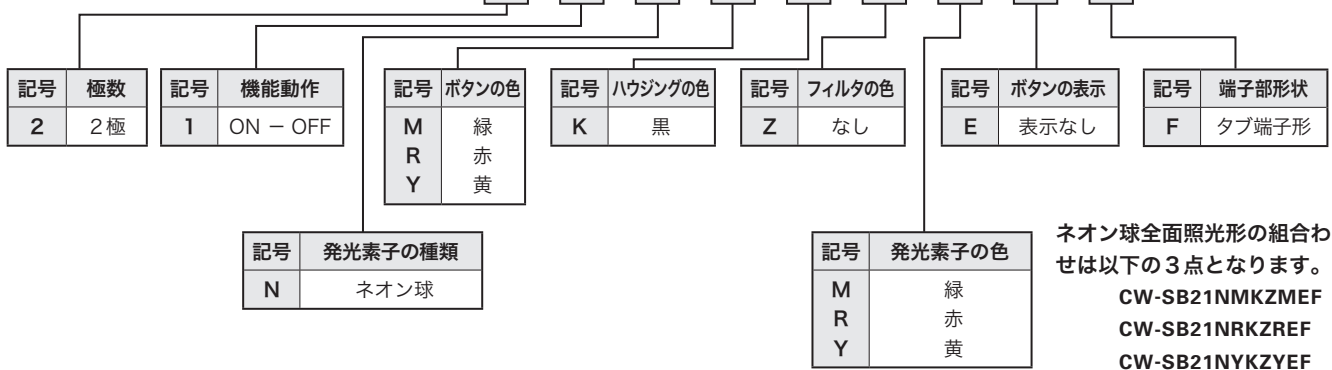 記号 極数
2 2極
記号 機能動作
1 ON − OFF
記号 ボタンの色
M 緑
R 赤
Y 黄
記号 ハウジングの色
K 黒
記号 フィルタの色
Z なし
記号 ボタンの表示
E 表示なし
記号 端子部形状
F タブ端子形
記号 発光素子の種類
N ネオン球
記号 発光素子の色
M 緑
R 赤
Y 黄
ネオン球全面照光形の組合わ
せは以下の3点となります。
CW-SB21NMKZMEF
CW-SB21NRKZREF
CW-SB21NYKZYEF